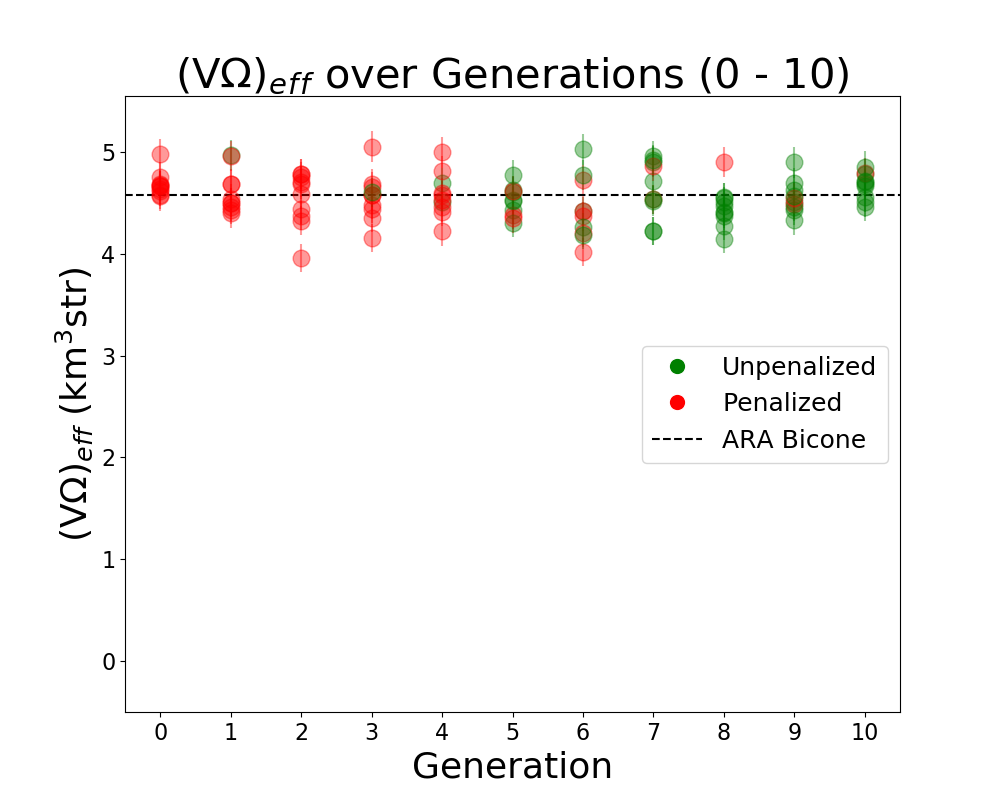 (VΩ)eff over Generations (0 - 10)
(VΩ)eff (km³str)
5
4
3
2
1
0
Unpenalized
Penalized
ARA Bicone
0 1 2 3 4 5 6 7 8 9 10
Generation